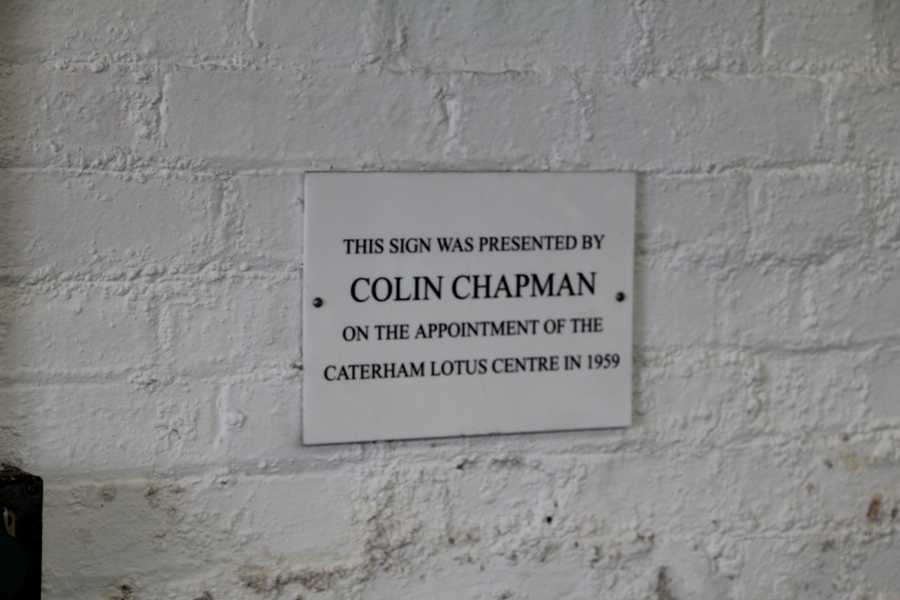 THIS SIGN WAS PRESENTED BY
COLIN CHAPMAN
ON THE APPOINTMENT OF THE
CATERHAM LOTUS CENTRE IN 1959